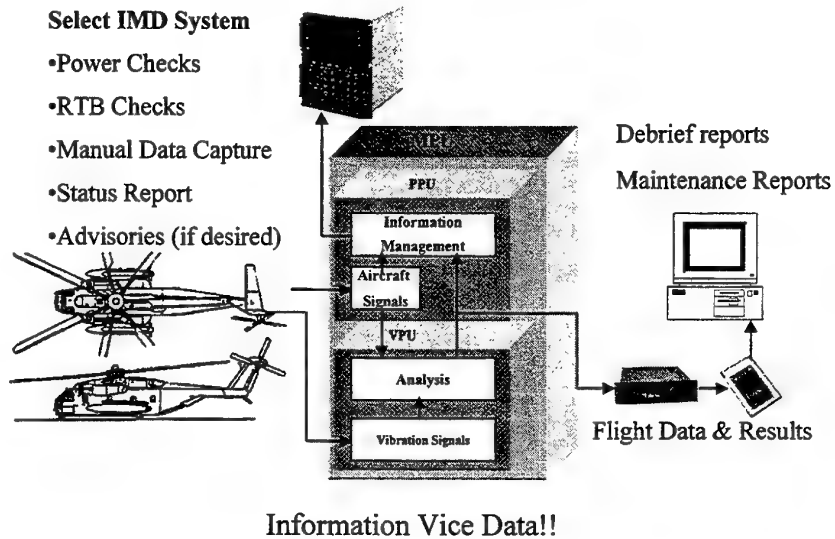 Select IMD System
•Power Checks
•RTB Checks
•Manual Data Capture
•Status Report
•Advisories (if desired)
MPU
PPU
Information
Management
Aircraft
Signals
VPU
Analysis
Vibration Signals
Debrief reports
Maintenance Reports
Flight Data & Results
Information Vice Data!!